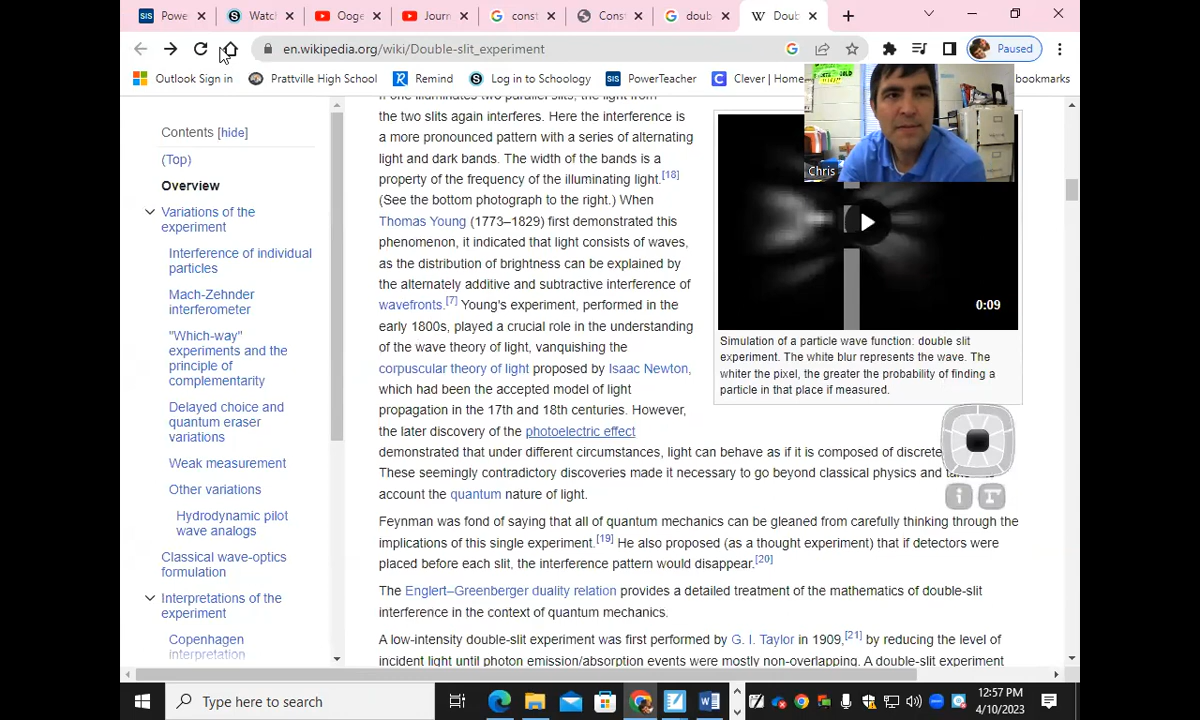 Power
Watch
Ooge
Journ
const
Const
doub
Doub
en.wikipedia.org/wiki/Double-slit_experiment
Paused
Outlook Sign in
Prattville High School
Remind
Log in to Schoology
SIS
PowerTeacher
Clever | Home
bookmarks
Contents [hide]
(Top)
Overview
Variations of the
experiment
Interference of individual
particles
Mach-Zehnder
interferometer
"Which-way"
experiments and the
principle of
complementarity
Delayed choice and
quantum eraser
variations
Weak measurement
Other variations
Hydrodynamic pilot
wave analogs
Classical wave-optics
formulation
Interpretations of the
experiment
Copenhagen
interpretation
If one illuminates two parallel slits, the light from
the two slits again interferes. Here the interference is
a more pronounced pattern with a series of alternating
light and dark bands. The width of the bands is a
property of the frequency of the illuminating light.[18]
(See the bottom photograph to the right.) When
Thomas Young (1773–1829) first demonstrated this
phenomenon, it indicated that light consists of waves,
as the distribution of brightness can be explained by
the alternately additive and subtractive interference of
wavefronts.[7] Young's experiment, performed in the
early 1800s, played a crucial role in the understanding
of the wave theory of light, vanquishing the
corpuscular theory of light proposed by Isaac Newton,
which had been the accepted model of light
propagation in the 17th and 18th centuries. However,
the later discovery of the photoelectric effect
demonstrated that under different circumstances, light can behave as if it is composed of discrete
These seemingly contradictory discoveries made it necessary to go beyond classical physics and
account the quantum nature of light.
Feynman was fond of saying that all of quantum mechanics can be gleaned from carefully thinking through the
implications of this single experiment.[19] He also proposed (as a thought experiment) that if detectors were
placed before each slit, the interference pattern would disappear.[20]
The Englert–Greenberger duality relation provides a detailed treatment of the mathematics of double-slit
interference in the context of quantum mechanics.
A low-intensity double-slit experiment was first performed by G. I. Taylor in 1909,[21] by reducing the level of
incident light until photon emission/absorption events were mostly non-overlapping. A double-slit experiment
Chris
0:09
Simulation of a particle wave function: double slit
experiment. The white blur represents the wave. The
whiter the pixel, the greater the probability of finding a
particle in that place if measured.
Type here to search
12:57 PM
4/10/2023